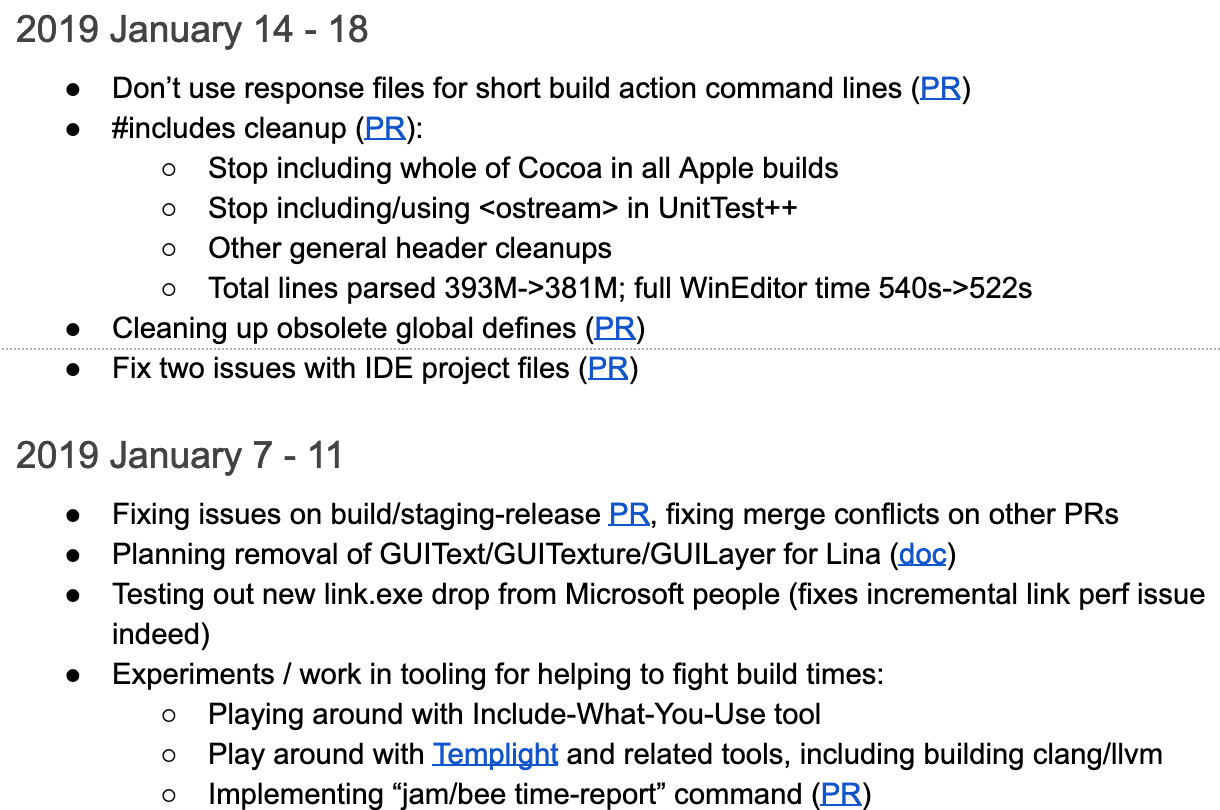 2019 January 14 - 18
● Don’t use response files for short build action command lines (PR)
● #includes cleanup (PR):
○ Stop including whole of Cocoa in all Apple builds
○ Stop including/using <ostream> in UnitTest++
○ Other general header cleanups
○ Total lines parsed 393M->381M; full WinEditor time 540s->522s
● Cleaning up obsolete global defines (PR)
● Fix two issues with IDE project files (PR)
2019 January 7 - 11
● Fixing issues on build/staging-release PR, fixing merge conflicts on other PRs
● Planning removal of GUIText/GUITexture/GUILayer for Lina (doc)
● Testing out new link.exe drop from Microsoft people (fixes incremental link perf issue
indeed)
● Experiments / work in tooling for helping to fight build times:
○ Playing around with Include-What-You-Use tool
○ Play around with Templight and related tools, including building clang/llvm
○ Implementing “jam/bee time-report” command (PR)